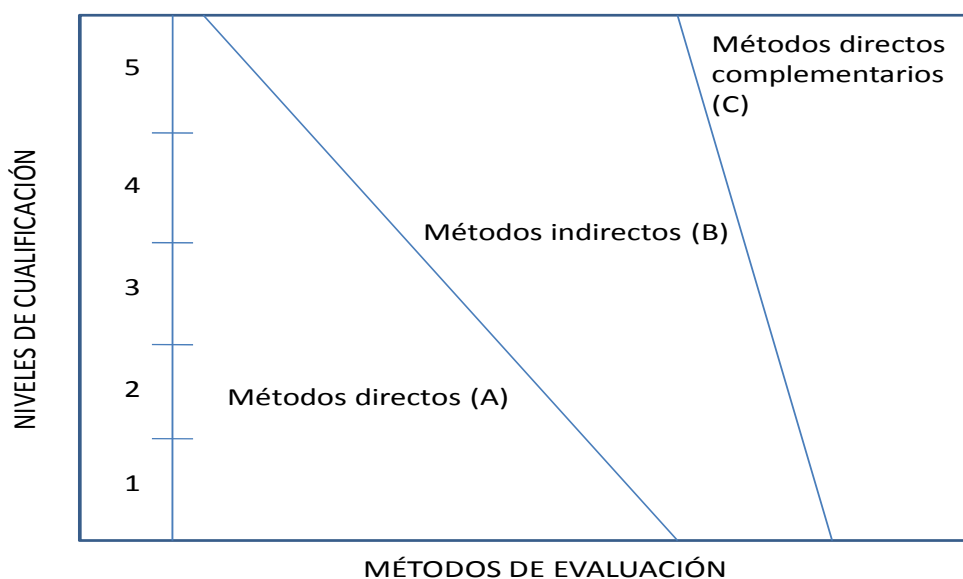 Métodos directos
complementarios
(C)
5
4
Métodos indirectos (B)
3
Métodos directos (A)
2
1
NIVELES DE CUALIFICACIÓN
MÉTODOS DE EVALUACIÓN